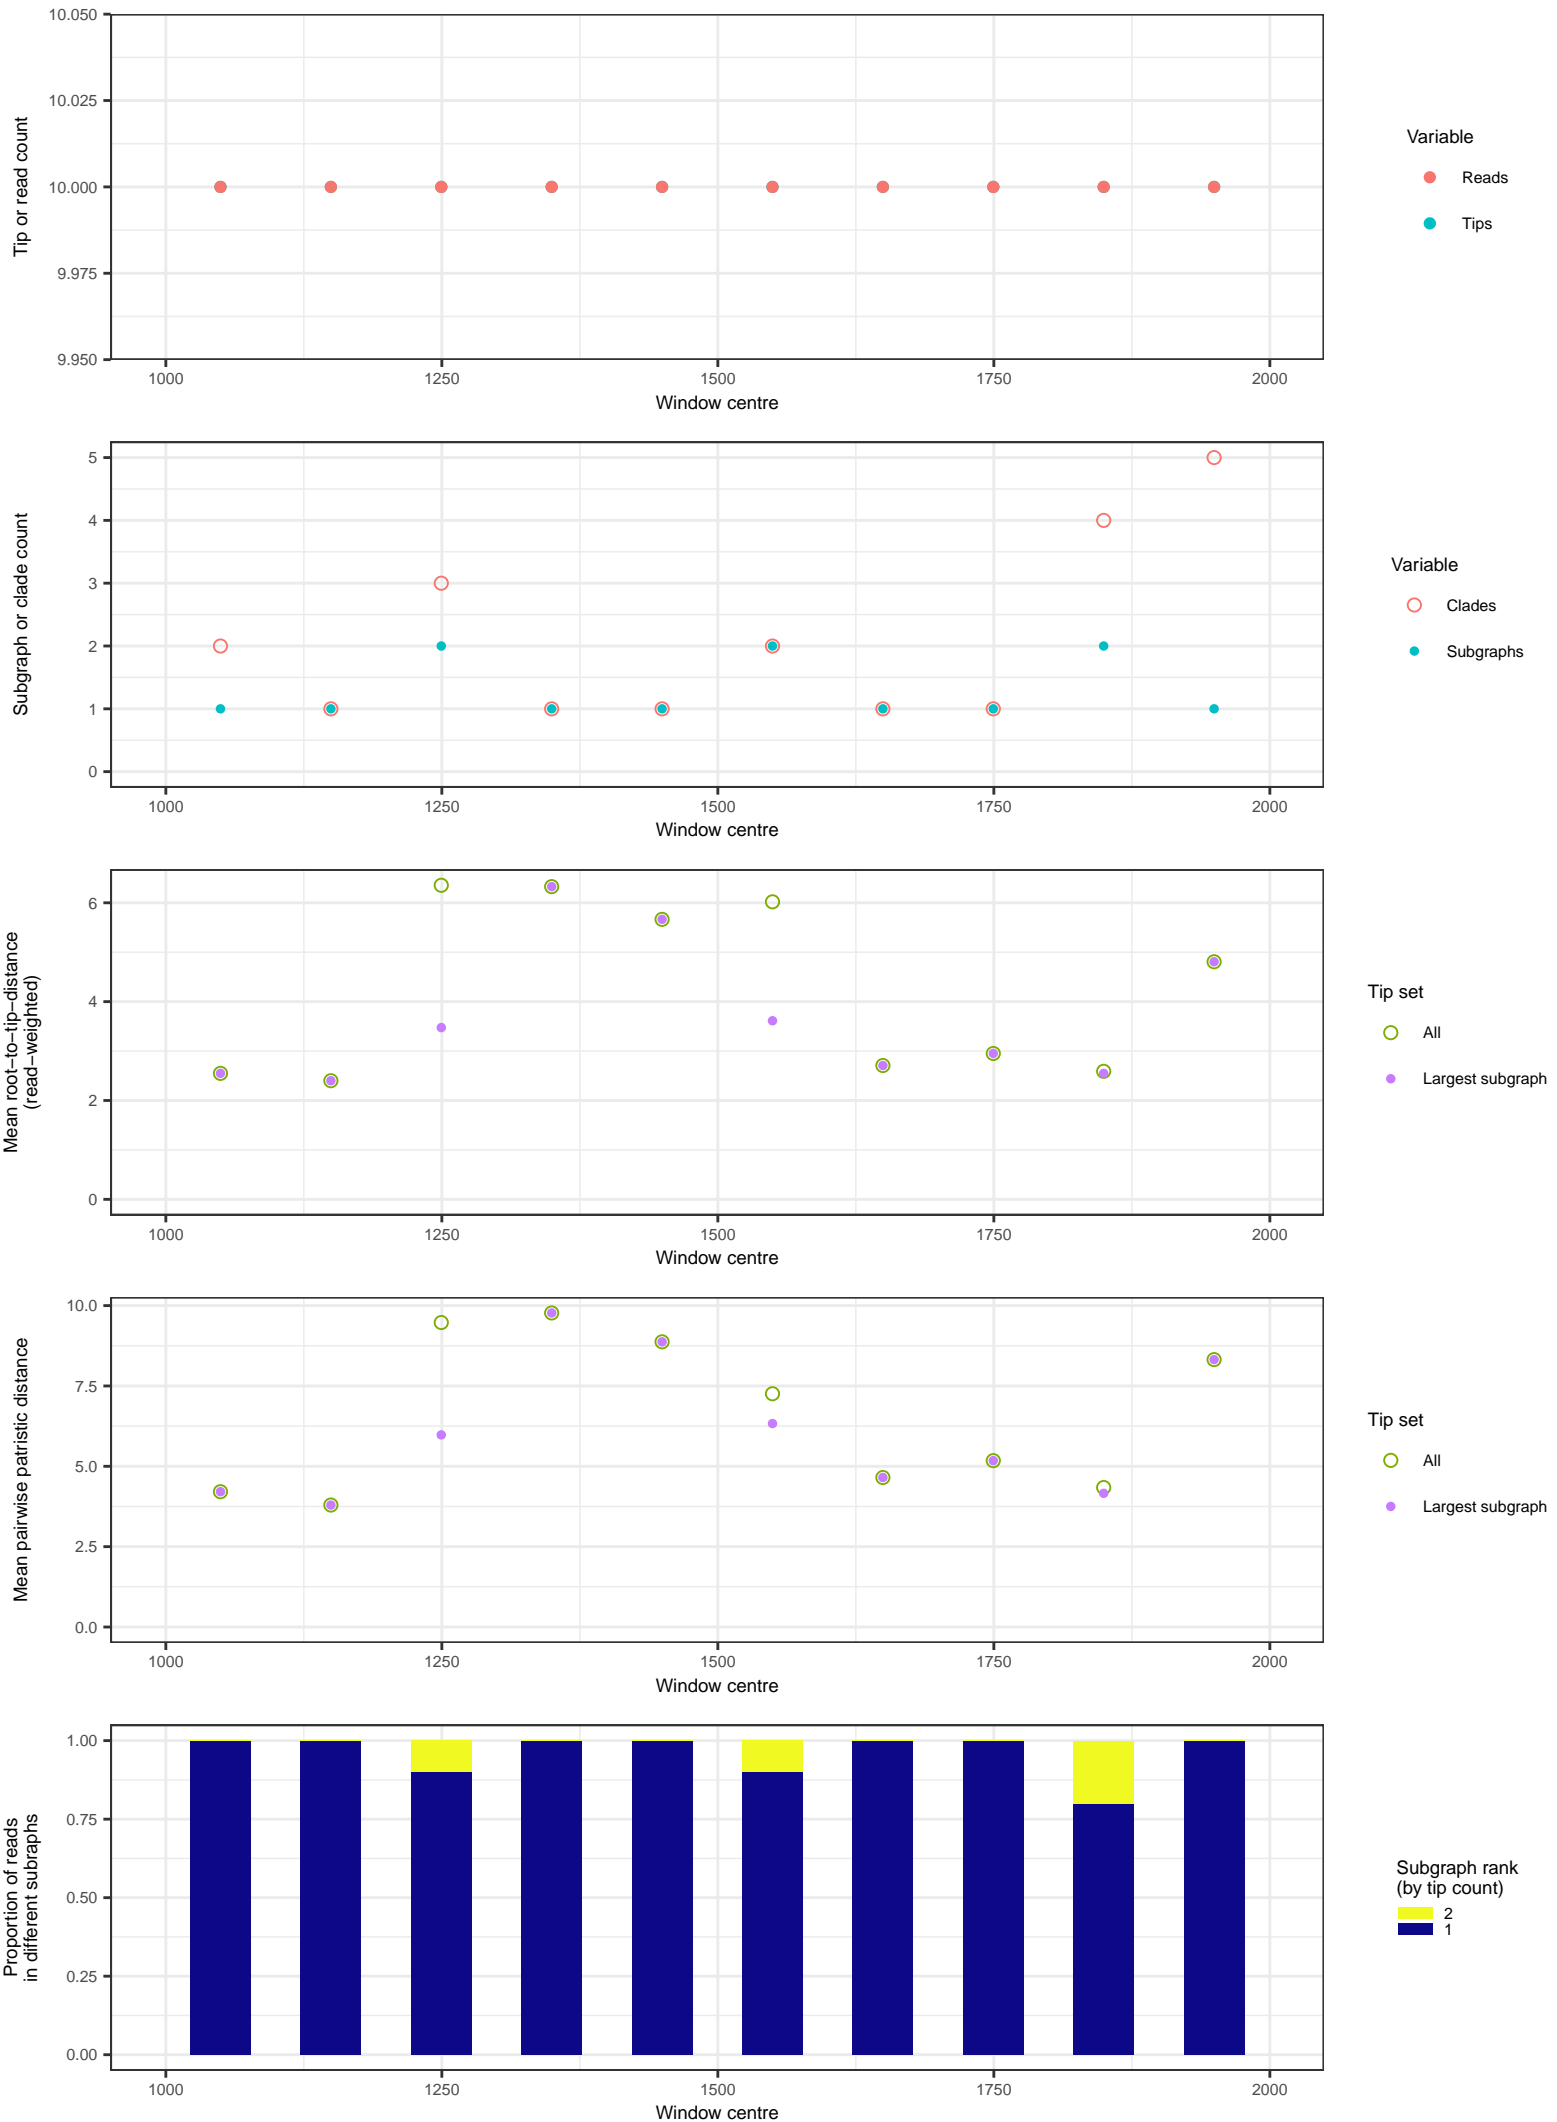 10.050
10.025
10.000
9.975
9.950
Tip or read count
1000 1250 1500 1750 2000
Window centre
Variable
Reads
Tips
5
4
3
2
1
0
Subgraph or clade count
1000 1250 1500 1750 2000
Window centre
Variable
Clades
Subgraphs
6
4
2
0
Mean root−to−tip−distance
(read−weighted)
1000 1250 1500 1750 2000
Window centre
Tip set
All
Largest subgraph
10.0
7.5
5.0
2.5
0.0
Mean pairwise patristic distance
1000 1250 1500 1750 2000
Window centre
Tip set
All
Largest subgraph
1.00
0.75
0.50
0.25
0.00
Proportion of reads
in different subraphs
1000 1250 1500 1750 2000
Window centre
Subgraph rank
(by tip count)
2
1